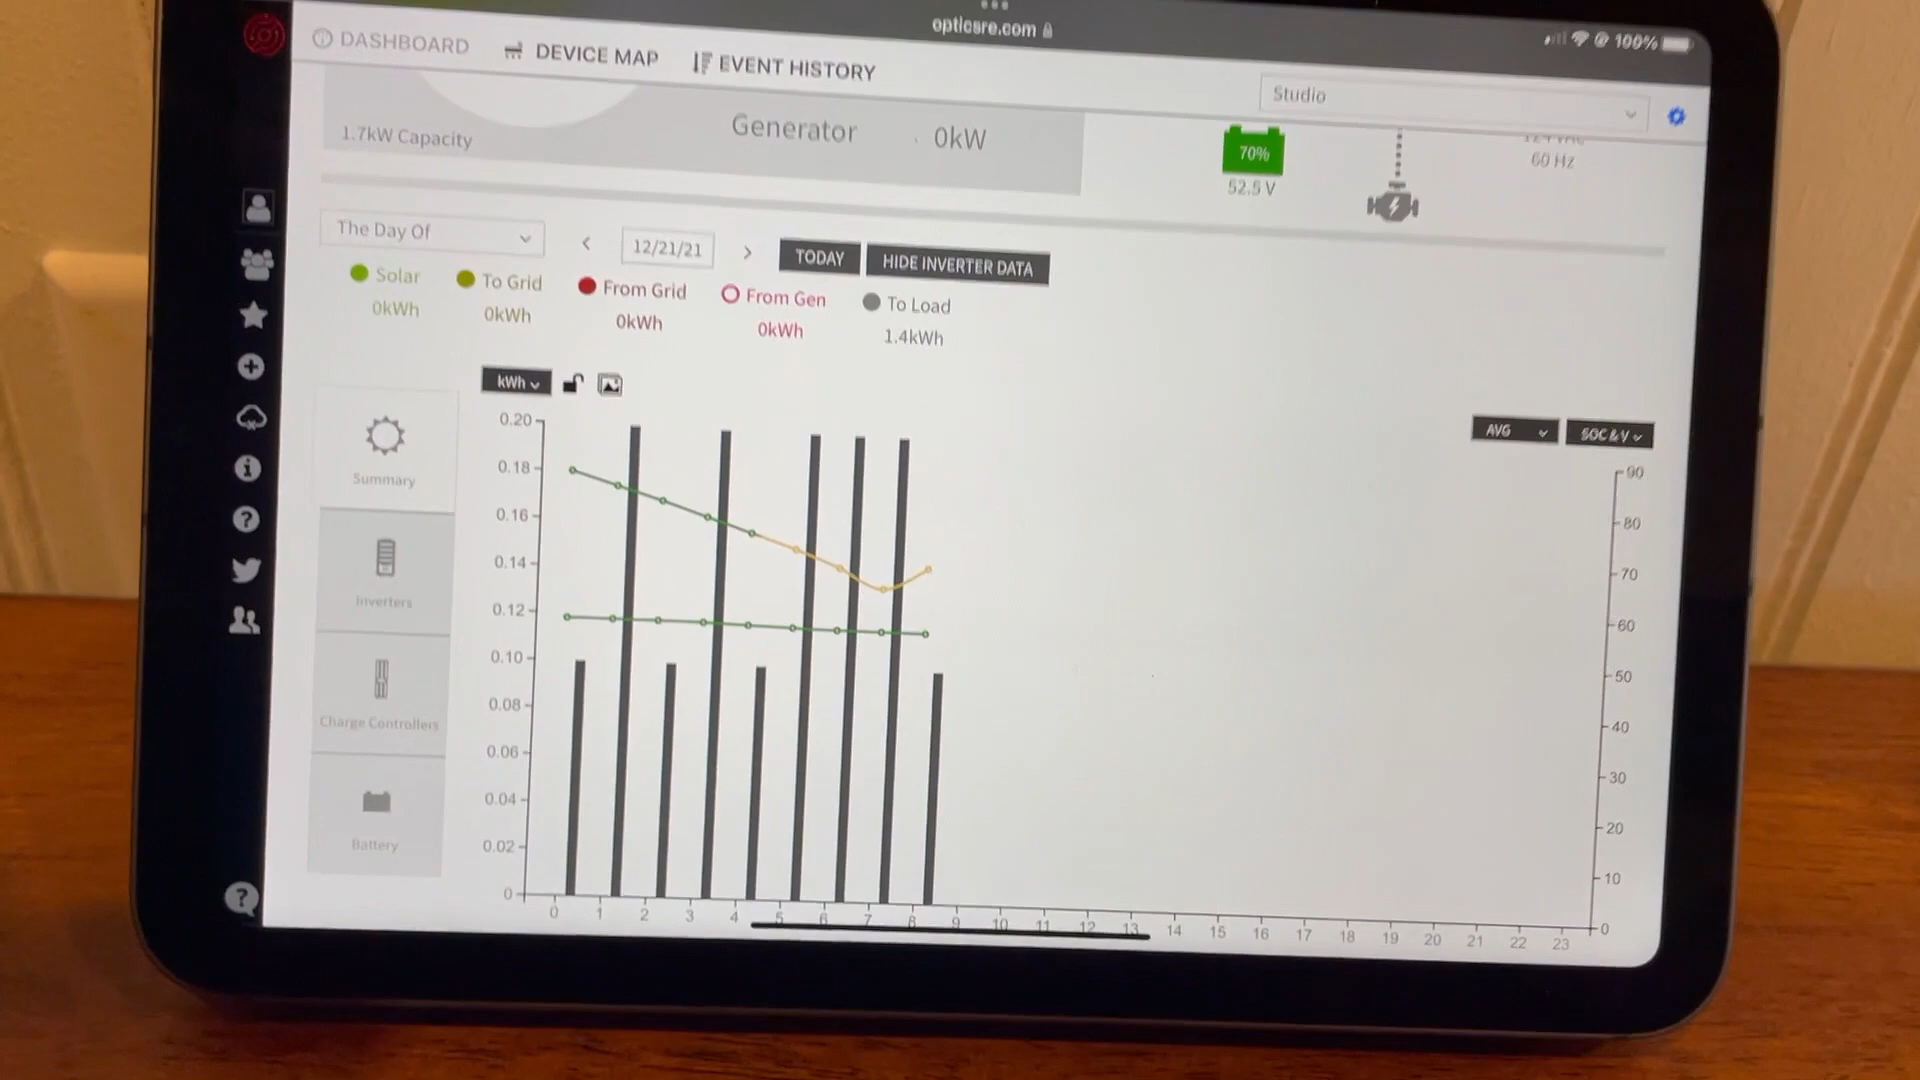 opticsre.com
100%
DASHBOARD
DEVICE MAP
EVENT HISTORY
Studio
1.7kW Capacity
Generator
0kW
70%
52.5 V
60 Hz
The Day Of
12/21/21
TODAY
HIDE INVERTER DATA
Solar
To Grid
From Grid
From Gen
To Load
0kWh
0kWh
0kWh
0kWh
1.4kWh
kWh
AVG
SOC & V
Summary
Inverters
Charge Controllers
Battery
0.20
0.18
0.16
0.14
0.12
0.10
0.08
0.06
0.04
0.02
0
90
80
70
60
50
40
30
20
10
0
0 1 2 3 4 5 6 7 8 9 10 11 12 13 14 15 16 17 18 19 20 21 22 23